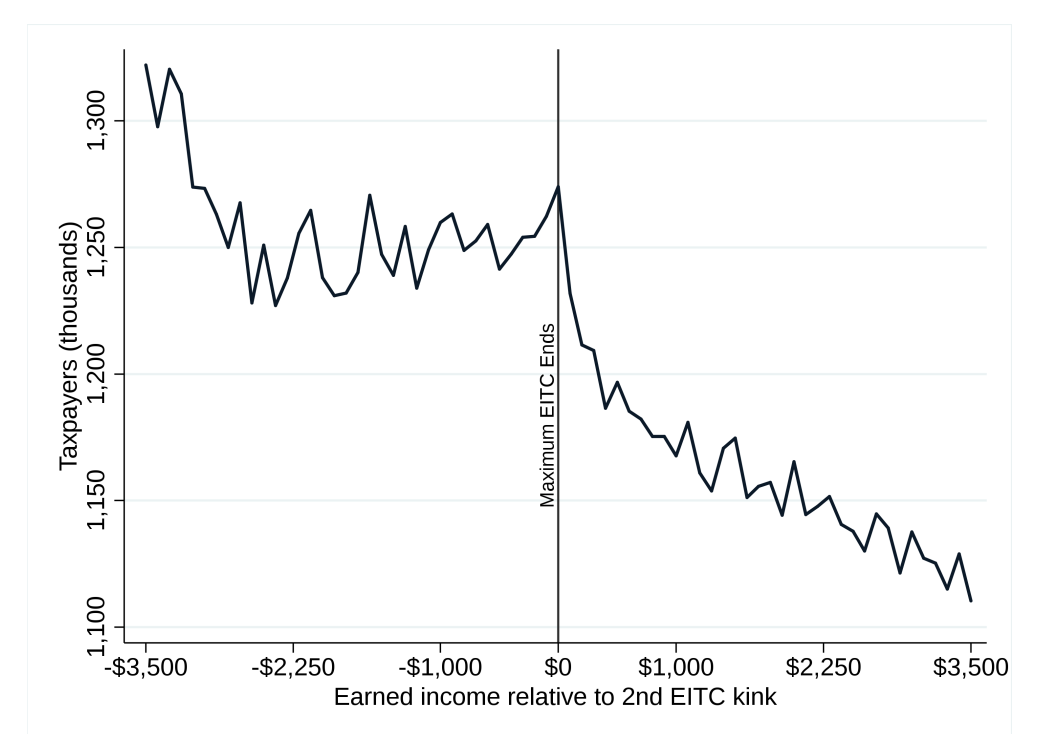 Taxpayers (thousands)
1,300
1,250
1,200
1,150
1,100
Maximum EITC Ends
-$3,500 -$2,250 -$1,000 $0 $1,000 $2,250 $3,500
Earned income relative to 2nd EITC kink